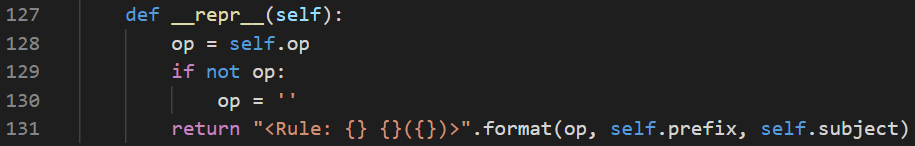 127 def __repr__(self):
128 op = self.op
129 if not op:
130 op = ''
131 return "<Rule: {} {}({})>".format(op, self.prefix, self.subject)